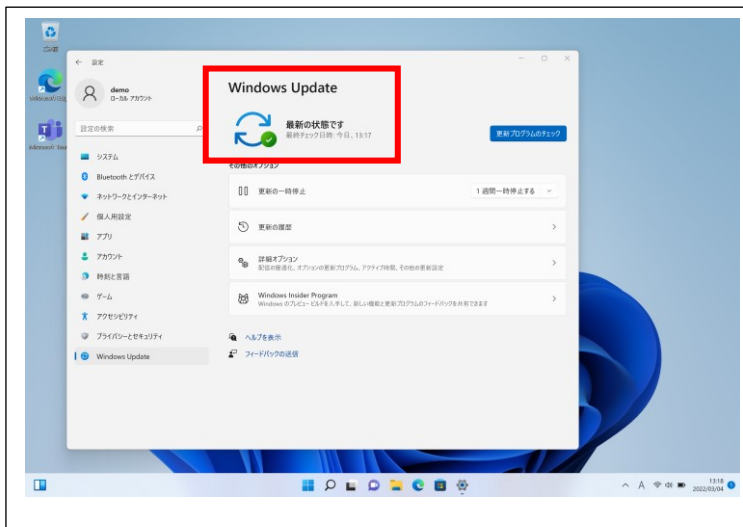 ごみ箱
設定
Microsoft Edg
demo
ローカル アカウント
設定の検索
システム
Bluetooth とデバイス
ネットワークとインターネット
個人用設定
アプリ
アカウント
時刻と言語
ゲーム
アクセシビリティ
プライバシーとセキュリティ
Windows Update
Windows Update
最新の状態です
最終チェック日時: 今日、13:17
更新プログラムのチェック
その他のオプション
更新の一時停止
1 週間一時停止する
更新の履歴
詳細オプション
配信の最適化、オプションの更新プログラム、アクティブ時間、その他の更新設定
Windows Insider Program
Windows のプレビュー ビルドを入手して、新しい機能と更新プログラムのフィードバックを共有できます
ヘルプを表示
フィードバックの送信
A
13:18
2022/03/04